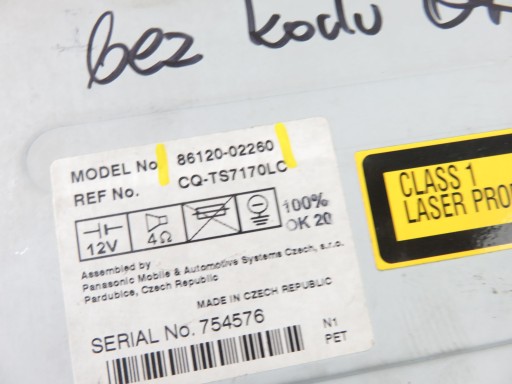 bez kodu
MODEL No 86120-02260
REF No. CQ-TS7170LC
12V 4Ω 100%
OK 20
Assembled by
Panasonic Mobile & Automotive Systems Czech, s.r.o.
Pardubice, Czech Republic
MADE IN CZECH REPUBLIC
SERIAL No. 754576
N1
PET
CLASS 1
LASER PROD